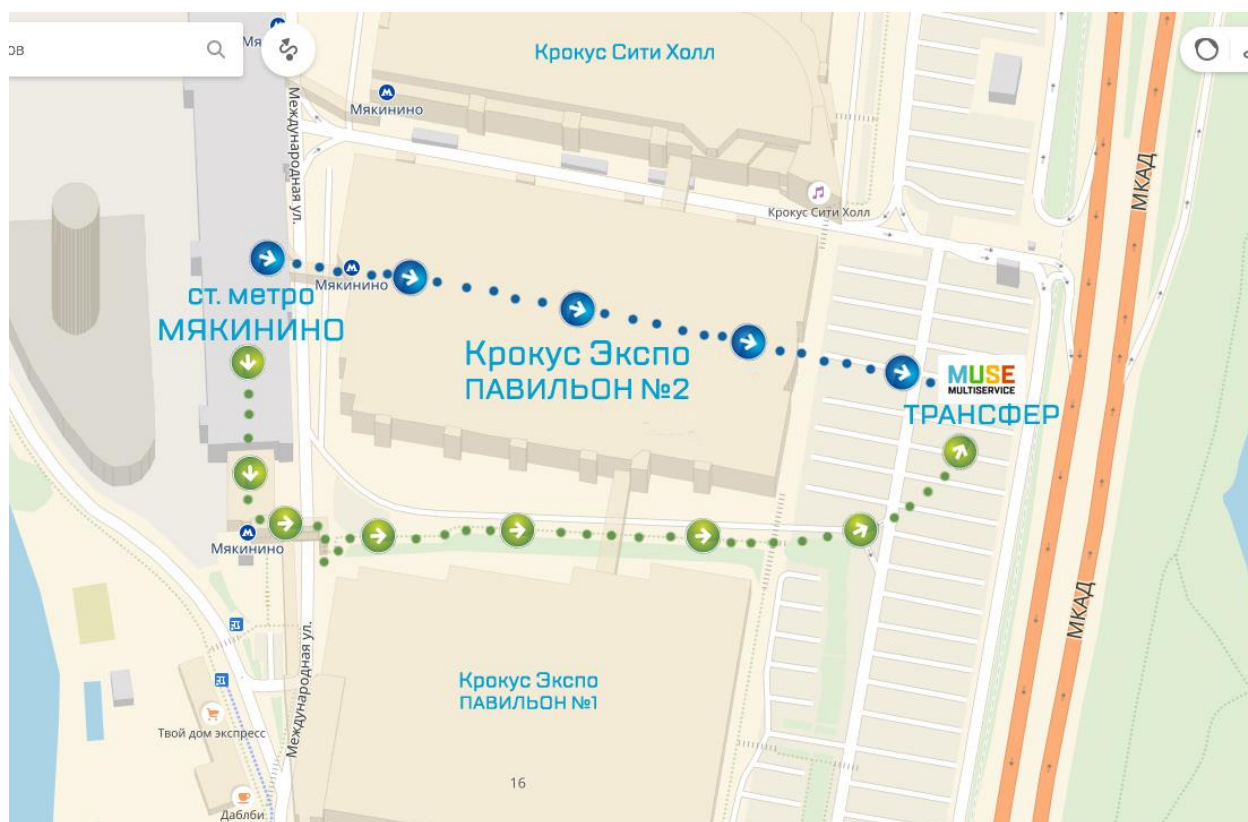 ов
Мя
Крокус Сити Холл
Мякинино
Международная ул.
МКАД
Крокус Сити Холл
Мякинино
ст. метро
МЯКИНИНО
Крокус Экспо
ПАВИЛЬОН №2
MUSE
MULTISERVICE
ТРАНСФЕР
Мякинино
МКАД
Международная ул.
Крокус Экспо
ПАВИЛЬОН №1
Твой дом экспресс
16
Даблби